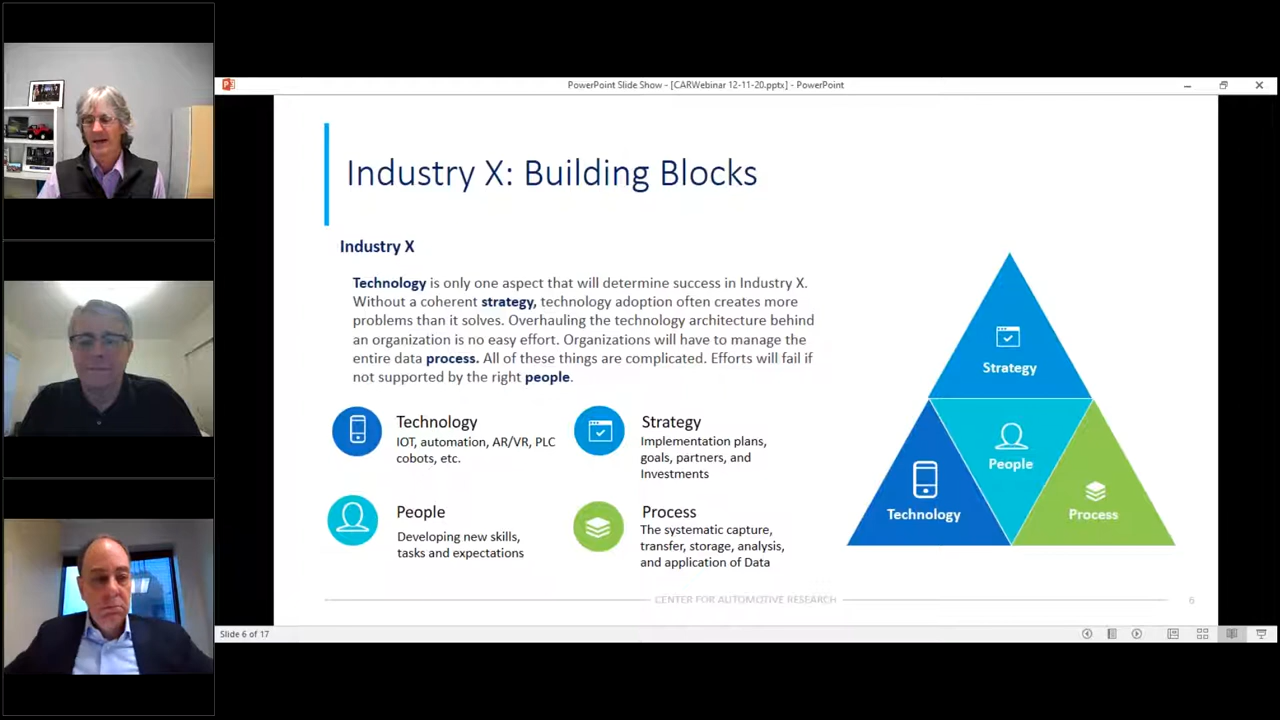 PowerPoint Slide Show - [CARWebinar 12-11-20.pptx] - PowerPoint
Industry X: Building Blocks
Industry X
Technology is only one aspect that will determine success in Industry X.
Without a coherent strategy, technology adoption often creates more
problems than it solves. Overhauling the technology architecture behind
an organization is no easy effort. Organizations will have to manage the
entire data process. All of these things are complicated. Efforts will fail if
not supported by the right people.
Technology
IOT, automation, AR/VR, PLC
cobots, etc.
Strategy
Implementation plans,
goals, partners, and
Investments
People
Developing new skills,
tasks and expectations
Process
The systematic capture,
transfer, storage, analysis,
and application of Data
Strategy
People
Technology
Process
CENTER FOR AUTOMOTIVE RESEARCH
6
Slide 6 of 17